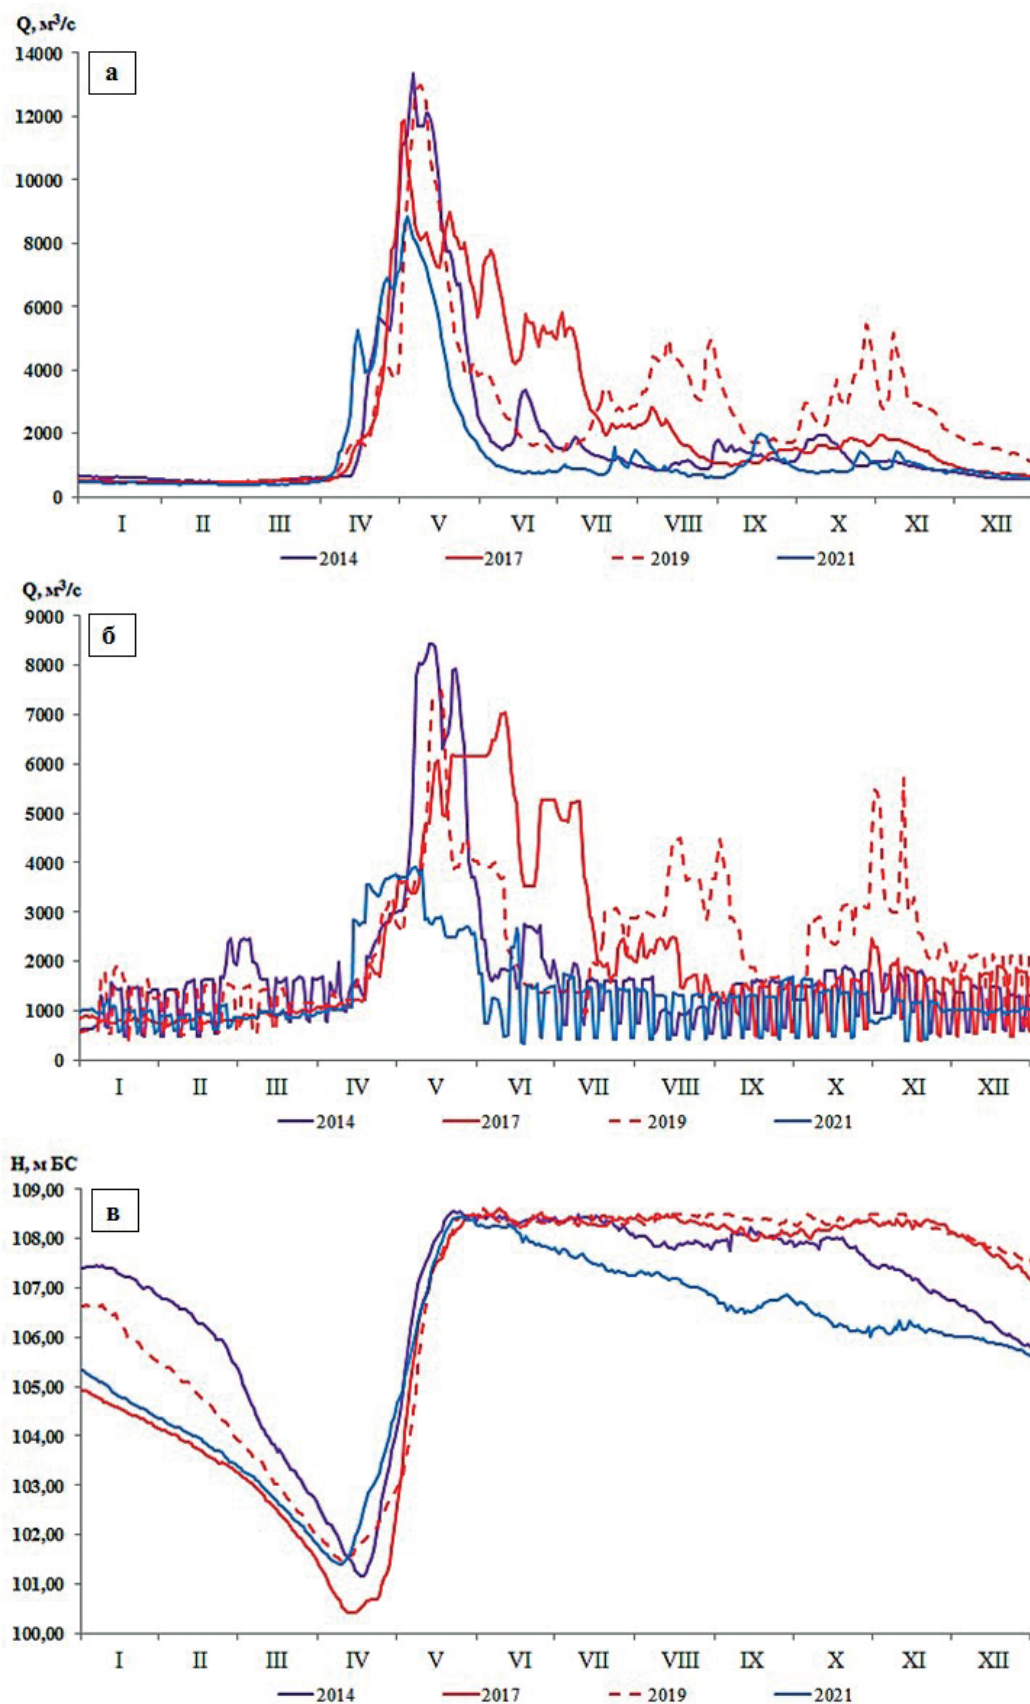 Q, м³/с
а
14000
12000
10000
8000
6000
4000
2000
0
I II III IV V VI VII VIII IX X XI XII
2014 2017 2019 2021
Q, м³/с
б
9000
8000
7000
6000
5000
4000
3000
2000
1000
0
I II III IV V VI VII VIII IX X XI XII
2014 2017 2019 2021
Н, м БС
в
109,00
108,00
107,00
106,00
105,00
104,00
103,00
102,00
101,00
100,00
I II III IV V VI VII VIII IX X XI XII
2014 2017 2019 2021